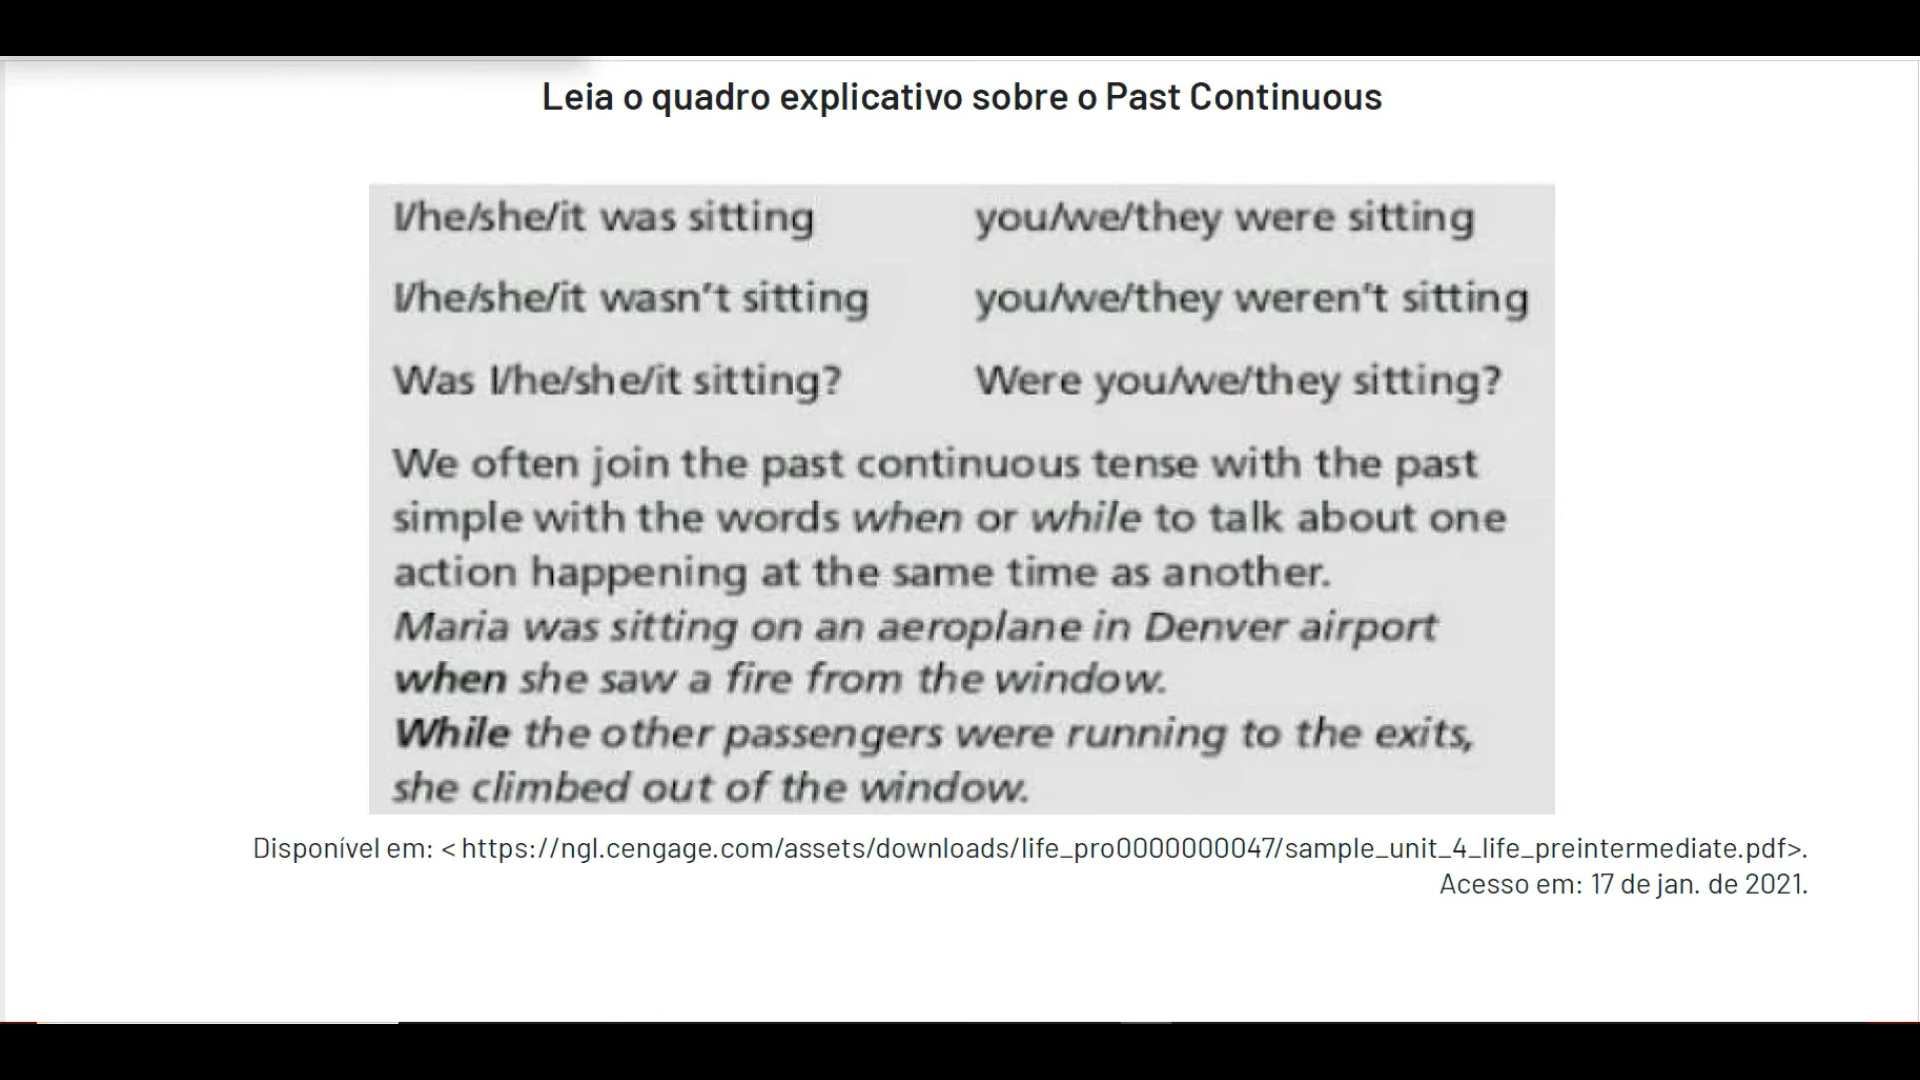 Leia o quadro explicativo sobre o Past Continuous
I/he/she/it was sitting you/we/they were sitting
I/he/she/it wasn't sitting you/we/they weren't sitting
Was I/he/she/it sitting? Were you/we/they sitting?
We often join the past continuous tense with the past
simple with the words when or while to talk about one
action happening at the same time as another.
Maria was sitting on an aeroplane in Denver airport
when she saw a fire from the window.
While the other passengers were running to the exits,
she climbed out of the window.
Disponível em: < https://ngl.cengage.com/assets/downloads/life_pro0000000047/sample_unit_4_life_preintermediate.pdf>.
Acesso em: 17 de jan. de 2021.